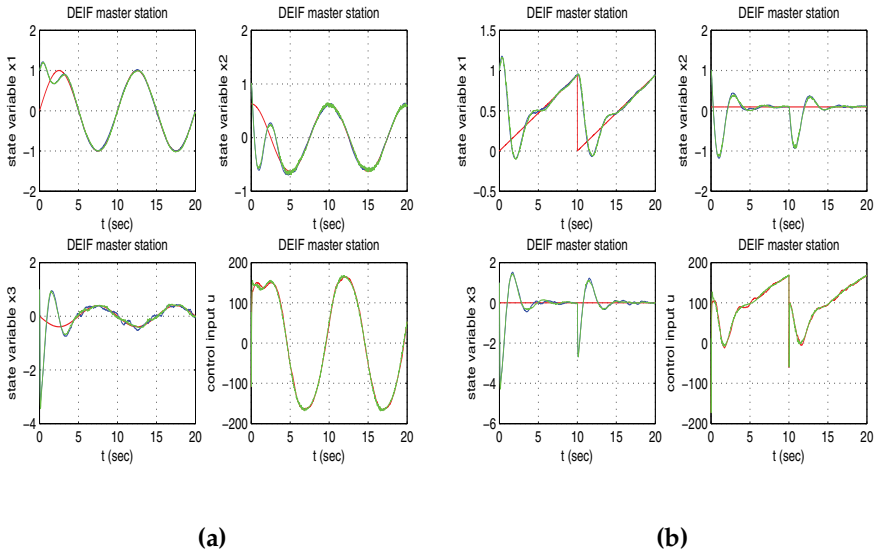 DEIF master station
DEIF master station
DEIF master station
DEIF master station
state variable x1
2
1
0
−1
−2
0 5 10 15 20
t (sec)
state variable x2
2
1
0
−1
0 5 10 15 20
t (sec)
state variable x1
1.5
1
0.5
0
−0.5
0 5 10 15 20
t (sec)
state variable x2
2
1
0
−1
−2
0 5 10 15 20
t (sec)
DEIF master station
DEIF master station
DEIF master station
DEIF master station
state variable x3
2
0
−2
−4
0 5 10 15 20
t (sec)
control input u
200
100
0
−100
−200
0 5 10 15 20
t (sec)
state variable x3
2
0
−2
−4
−6
0 5 10 15 20
t (sec)
control input u
200
100
0
−100
−200
0 5 10 15 20
t (sec)
(a)
(b)